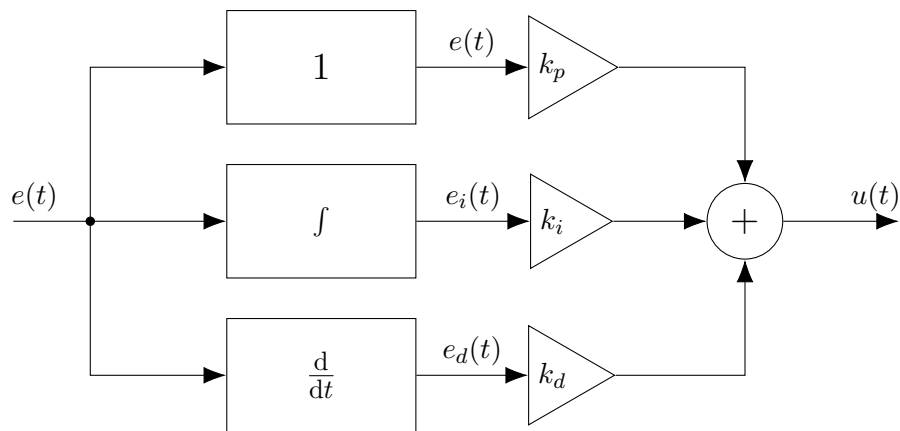 1
e(t)
k_p
e(t)
∫
e_i(t)
k_i
+
u(t)
d/dt
e_d(t)
k_d